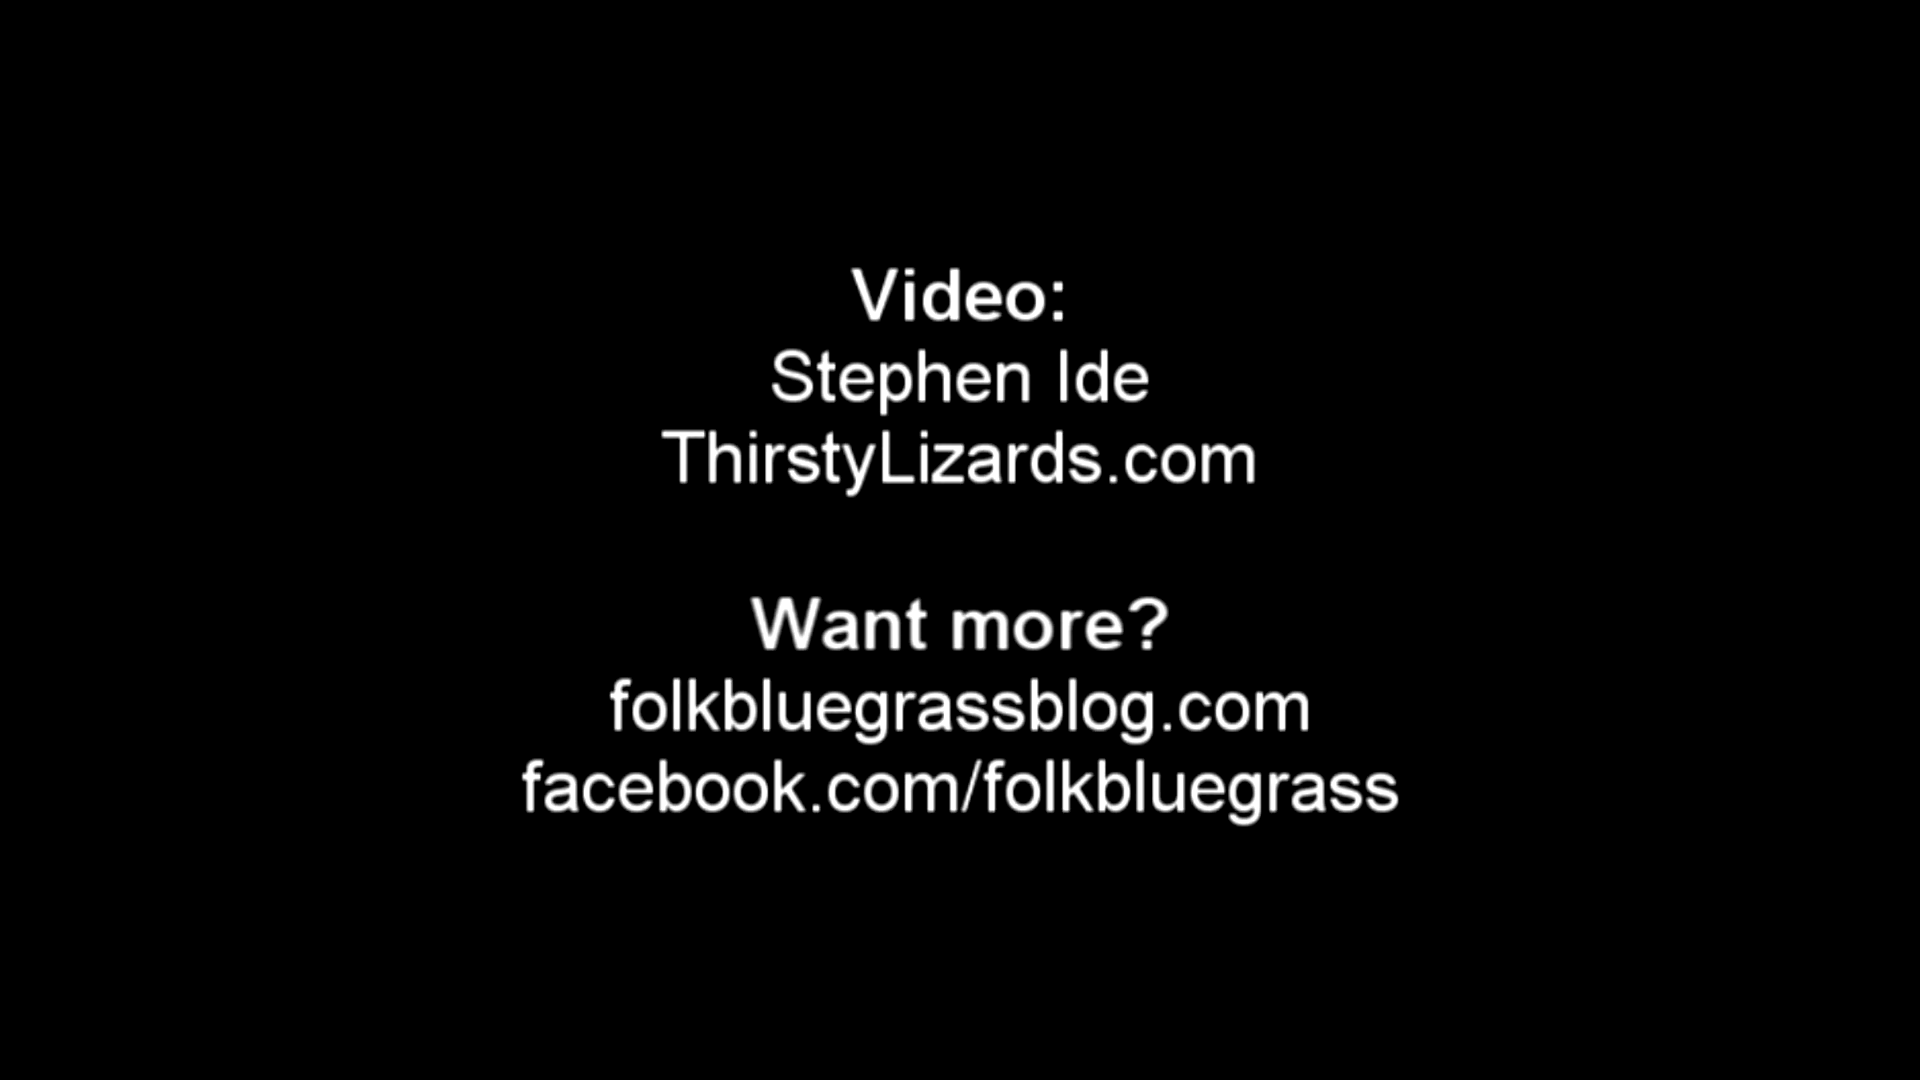 Video:
Stephen Ide
ThirstyLizards.com
Want more?
folkbluegrassblog.com
facebook.com/folkbluegrass